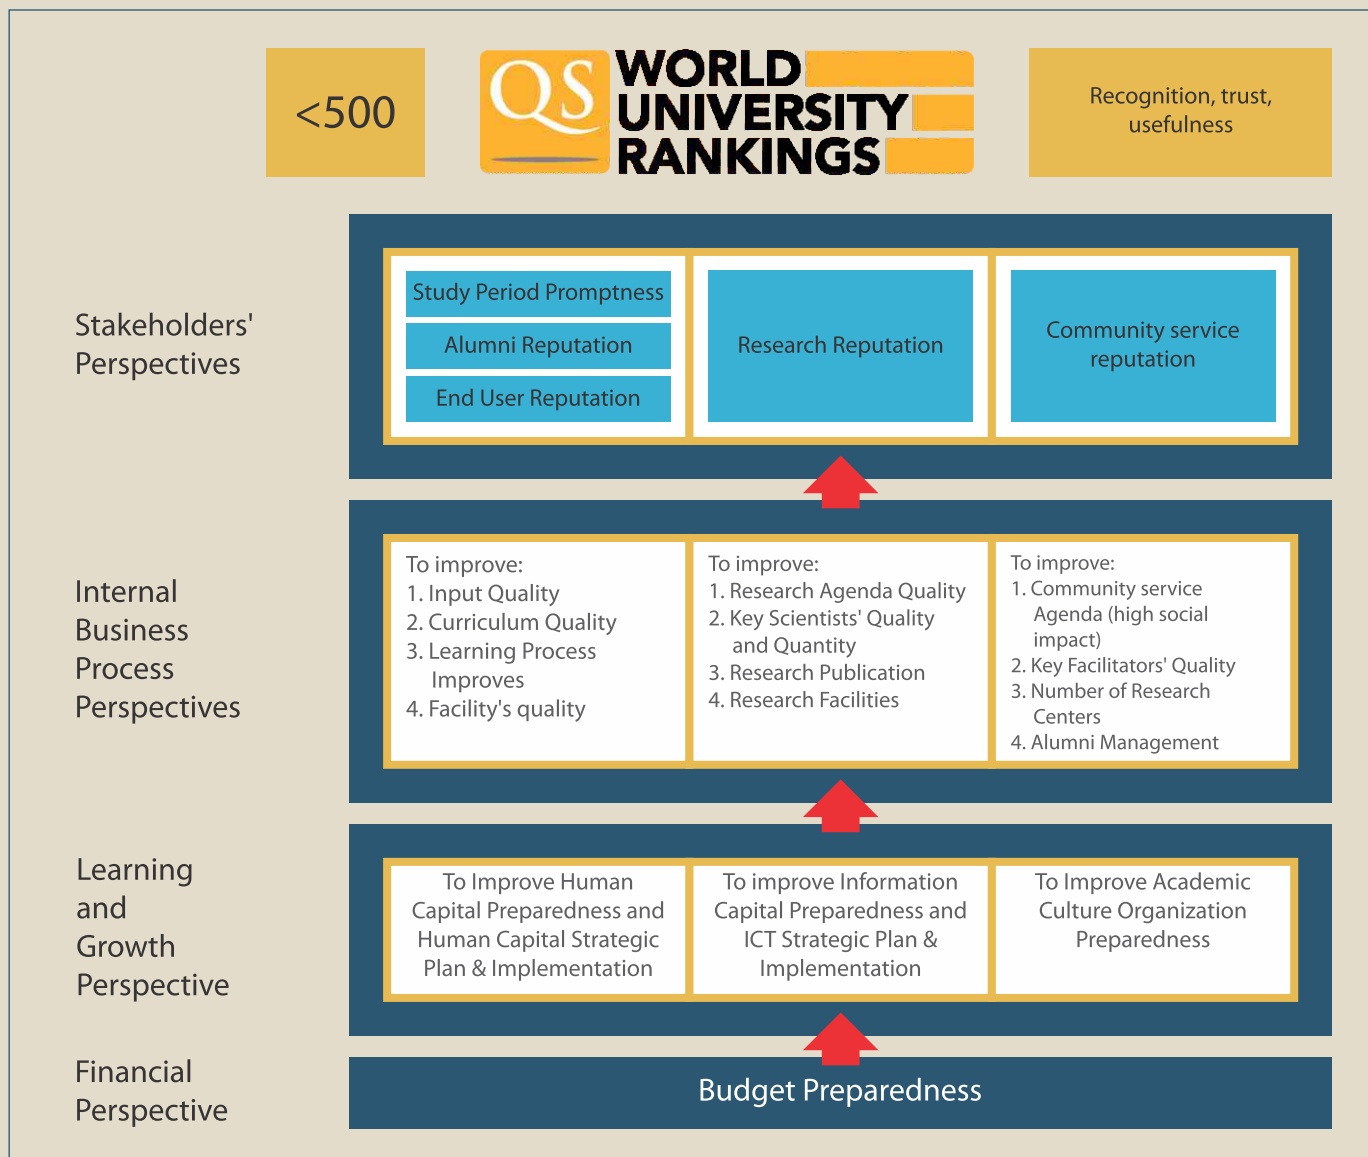 <500
QS
WORLD
UNIVERSITY
RANKINGS
Recognition, trust,
usefulness
Stakeholders'
Perspectives
Study Period Promptness
Alumni Reputation
End User Reputation
Research Reputation
Community service
reputation
Internal
Business
Process
Perspectives
To improve:
1. Input Quality
2. Curriculum Quality
3. Learning Process
Improves
4. Facility's quality
To improve:
1. Research Agenda Quality
2. Key Scientists' Quality
and Quantity
3. Research Publication
4. Research Facilities
To improve:
1. Community service
Agenda (high social
impact)
2. Key Facilitators' Quality
3. Number of Research
Centers
4. Alumni Management
Learning
and
Growth
Perspective
To Improve Human
Capital Preparedness and
Human Capital Strategic
Plan & Implementation
To improve Information
Capital Preparedness and
ICT Strategic Plan &
Implementation
To Improve Academic
Culture Organization
Preparedness
Financial
Perspective
Budget Preparedness